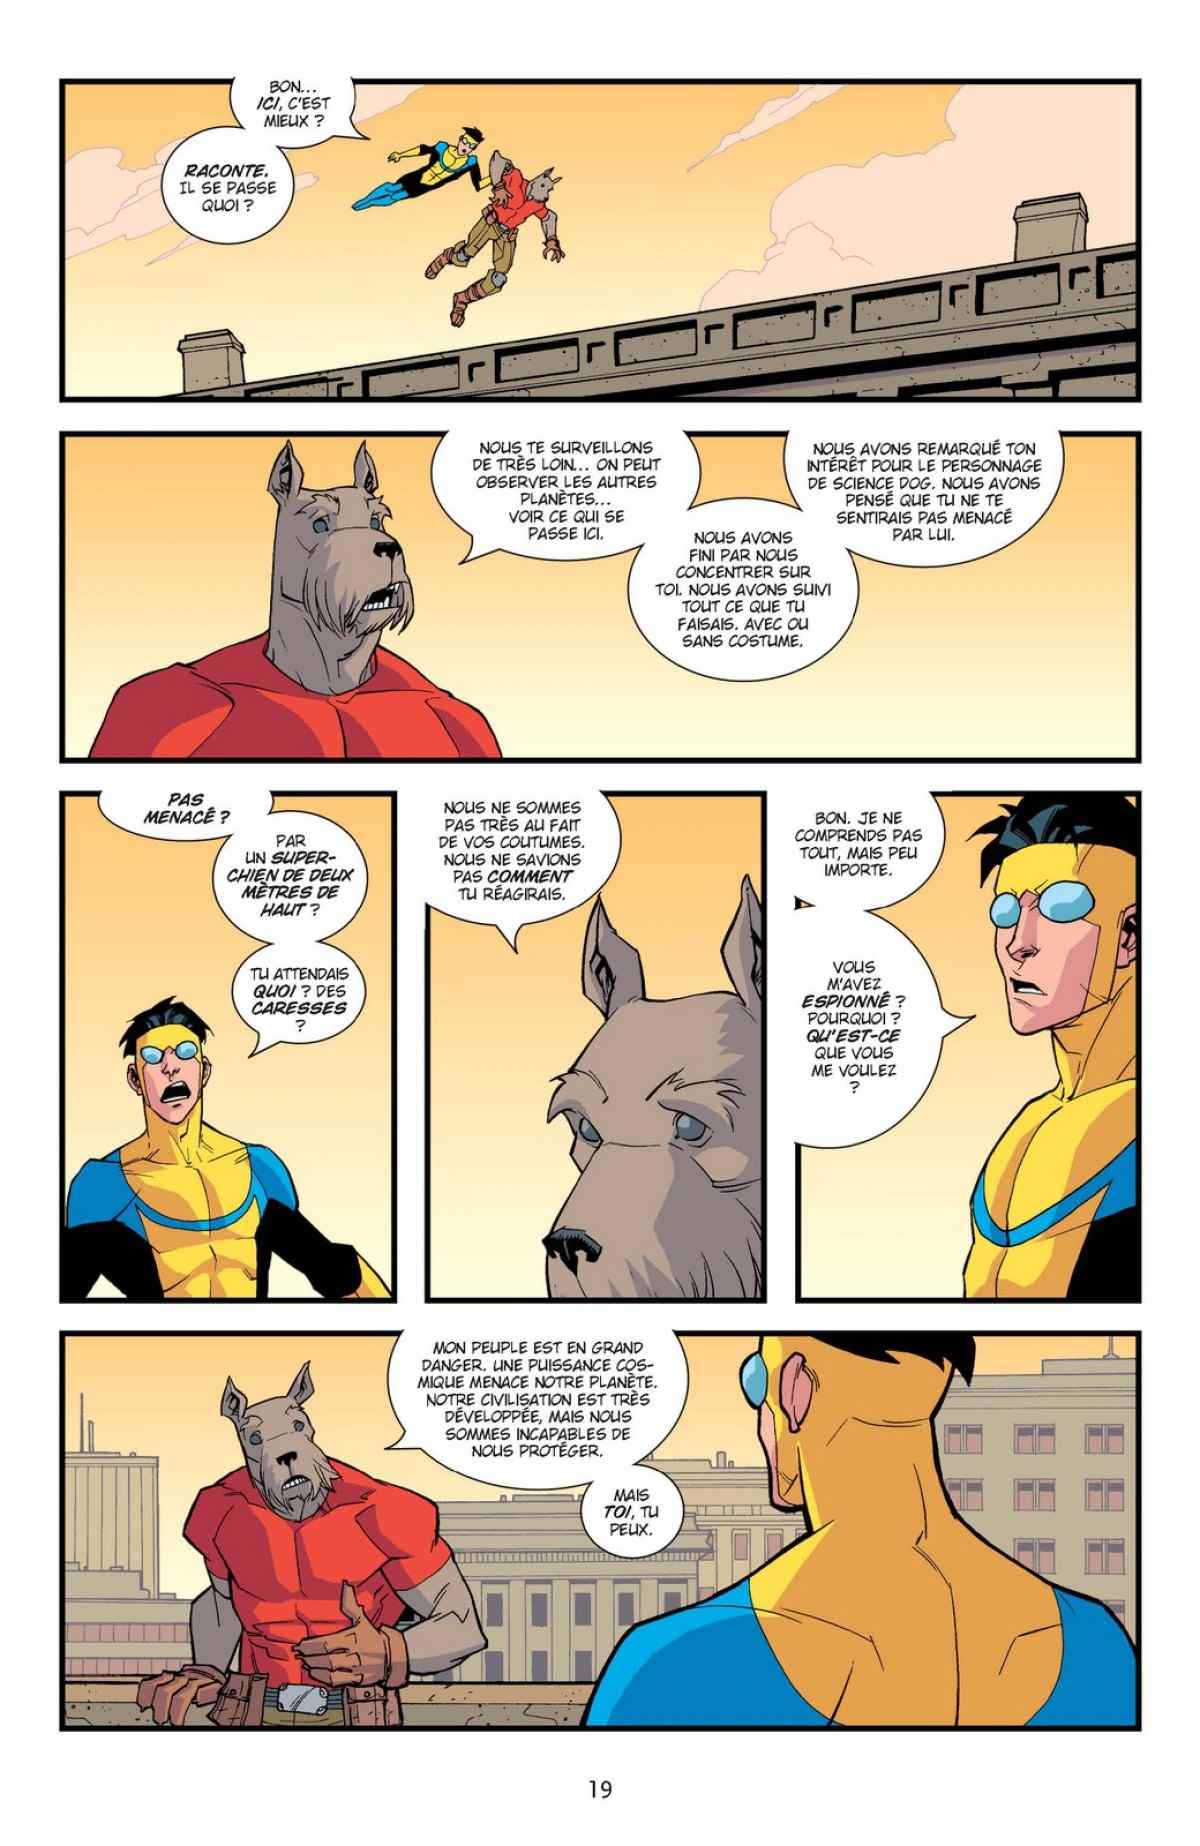 BON...
ICI, C'EST
MIEUX ?
RACONTE.
IL SE PASSE
QUOI ?
NOUS TE SURVEILLONS
DE TRÈS LOIN... ON PEUT
OBSERVER LES AUTRES
PLANÈTES...
VOIR CE QUI SE
PASSE ICI.
NOUS AVONS
FINI PAR NOUS
CONCENTRER SUR
TOI. NOUS AVONS SUIVI
TOUT CE QUE TU
FAISAIS. AVEC OU
SANS COSTUME.
NOUS AVONS REMARQUÉ TON
INTÉRÊT POUR LE PERSONNAGE
DE SCIENCE DOG. NOUS AVONS
PENSÉ QUE TU NE TE
SENTIRAIS PAS MENACÉ
PAR LUI.
PAS
MENACÉ ?
PAR
UN SUPER-
CHIEN DE DEUX
MÈTRES DE
HAUT ?
TU ATTENDAIS
QUOI ? DES
CARESSES
?
NOUS NE SOMMES
PAS TRÈS AU FAIT
DE VOS COUTUMES.
NOUS NE SAVIONS
PAS COMMENT
TU RÉAGIRAIS.
BON. JE NE
COMPRENDS PAS
TOUT, MAIS PEU
IMPORTE.
VOUS
M'AVEZ
ESPIONNÉ ?
POURQUOI ?
QU'EST-CE
QUE VOUS
ME VOULEZ
?
MON PEUPLE EST EN GRAND
DANGER. UNE PUISSANCE COS-
MIQUE MENACE NOTRE PLANÈTE.
NOTRE CIVILISATION EST TRÈS
DÉVELOPPÉE, MAIS NOUS
SOMMES INCAPABLES DE
NOUS PROTÉGER.
MAIS
TOI, TU
PEUX.
19